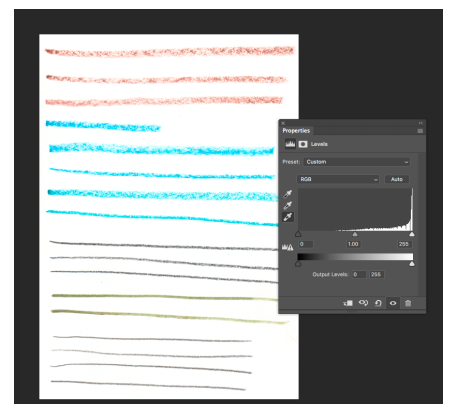 Properties
Levels
Preset: Custom
RGB Auto
0 1.00 255
Output Levels: 0 255